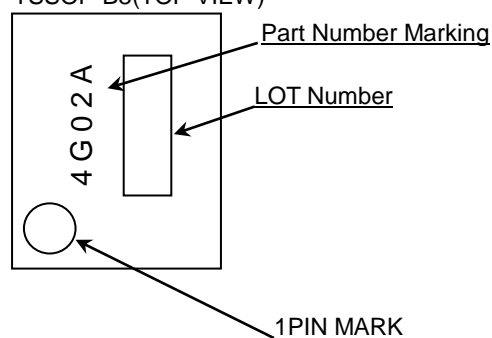 TSSOP-B8(TOP VIEW)
Part Number Marking
LOT Number
4G02A
1PIN MARK